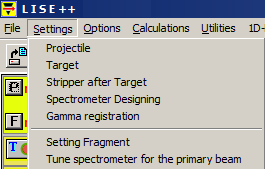 LISE++
File Settings Options Calculations Utilities 1D-
Projectile
Target
Stripper after Target
Spectrometer Designing
Gamma registration
F
Setting Fragment
T
Tune spectrometer for the primary beam